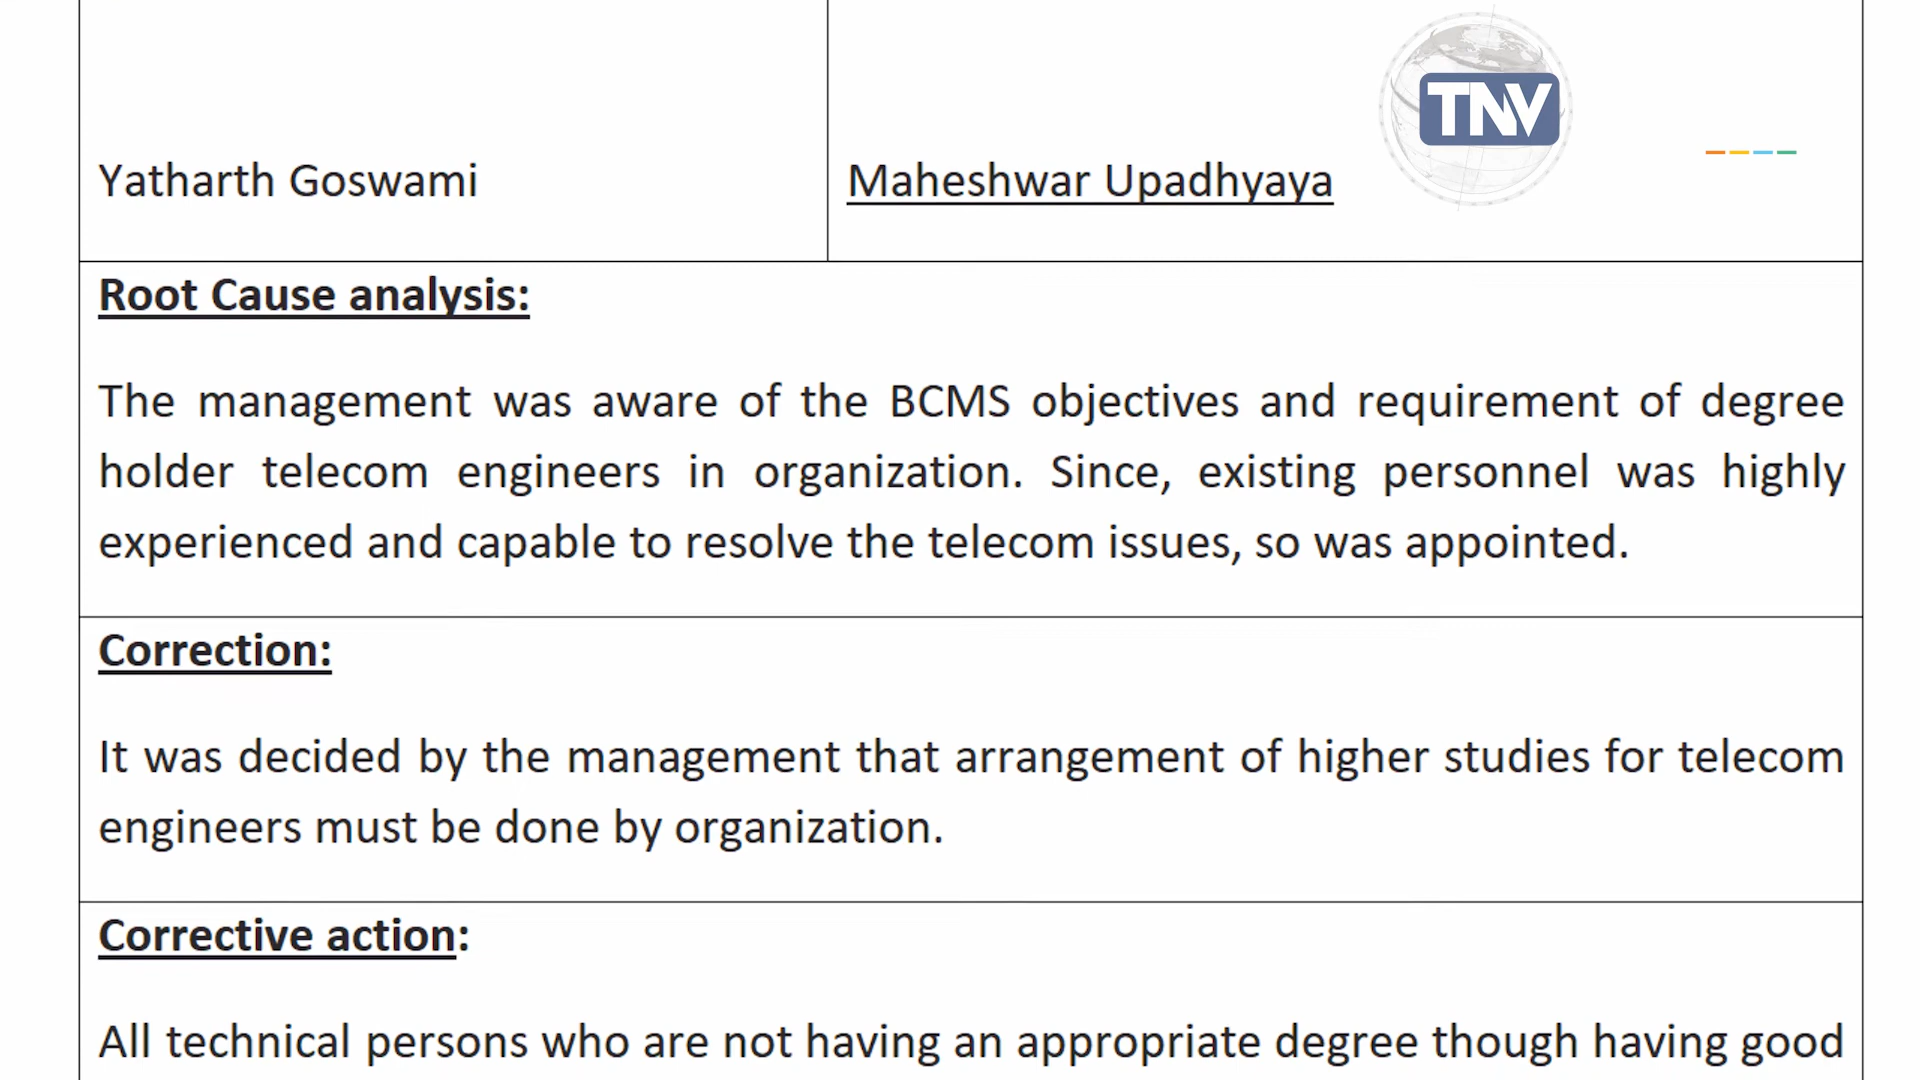 TNV
Yatharth Goswami
Maheshwar Upadhyaya
Root Cause analysis:
The management was aware of the BCMS objectives and requirement of degree
holder telecom engineers in organization. Since, existing personnel was highly
experienced and capable to resolve the telecom issues, so was appointed.
Correction:
It was decided by the management that arrangement of higher studies for telecom
engineers must be done by organization.
Corrective action:
All technical persons who are not having an appropriate degree though having good